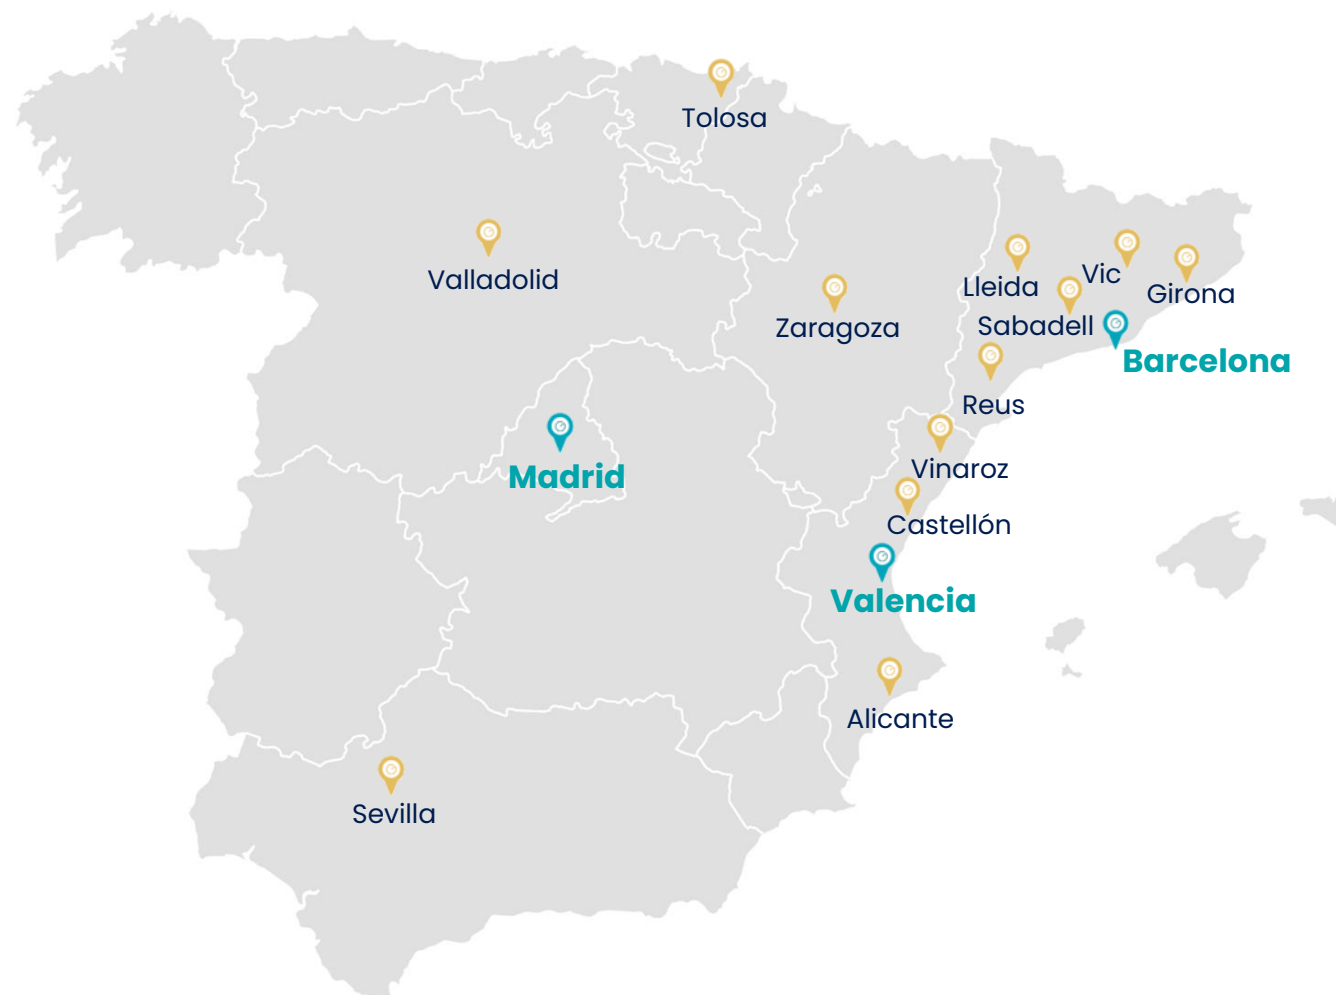 Tolosa
Valladolid
Vic
Lleida
Girona
Sabadell
Zaragoza
Barcelona
Reus
Vinaroz
Madrid
Castellón
Valencia
Alicante
Sevilla